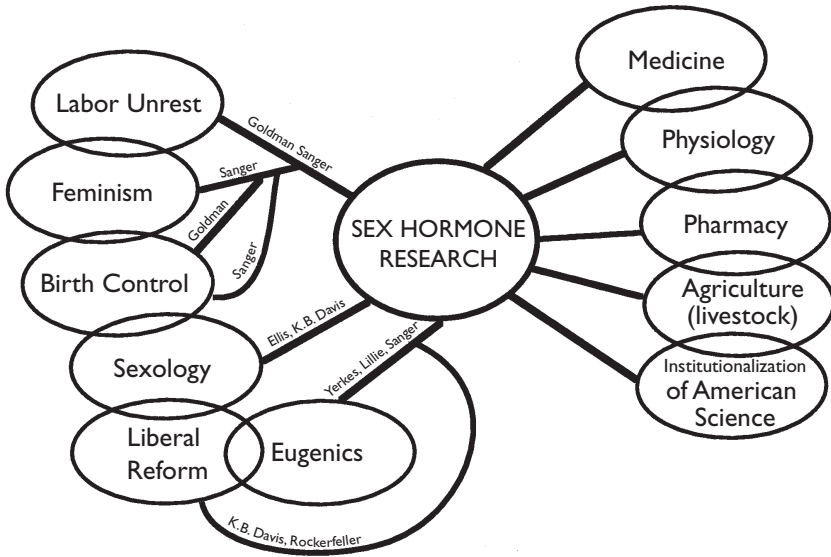 Labor Unrest
Goldman Sanger
Feminism
Sanger
Goldman
Birth Control
Sanger
Sexology
Ellis, K.B. Davis
Liberal
Reform
Eugenics
Yerkes, Lillie, Sanger
K.B. Davis, Rockerfeller
SEX HORMONE
RESEARCH
Medicine
Physiology
Pharmacy
Agriculture
(livestock)
Institutionalization
of American
Science